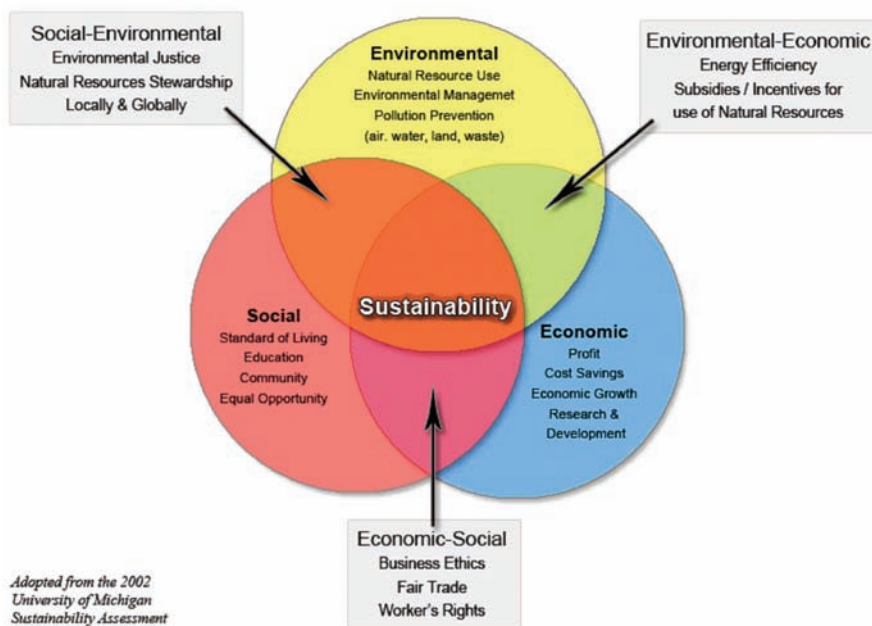 Social-Environmental
Environmental Justice
Natural Resources Stewardship
Locally & Globally
Environmental
Natural Resource Use
Environmental Managemet
Pollution Prevention
(air. water, land, waste)
Environmental-Economic
Energy Efficiency
Subsidies / Incentives for
use of Natural Resources
Sustainability
Social
Standard of Living
Education
Community
Equal Opportunity
Economic
Profit
Cost Savings
Economic Growth
Research &
Development
Economic-Social
Business Ethics
Fair Trade
Worker's Rights
Adopted from the 2002
University of Michigan
Sustainability Assessment